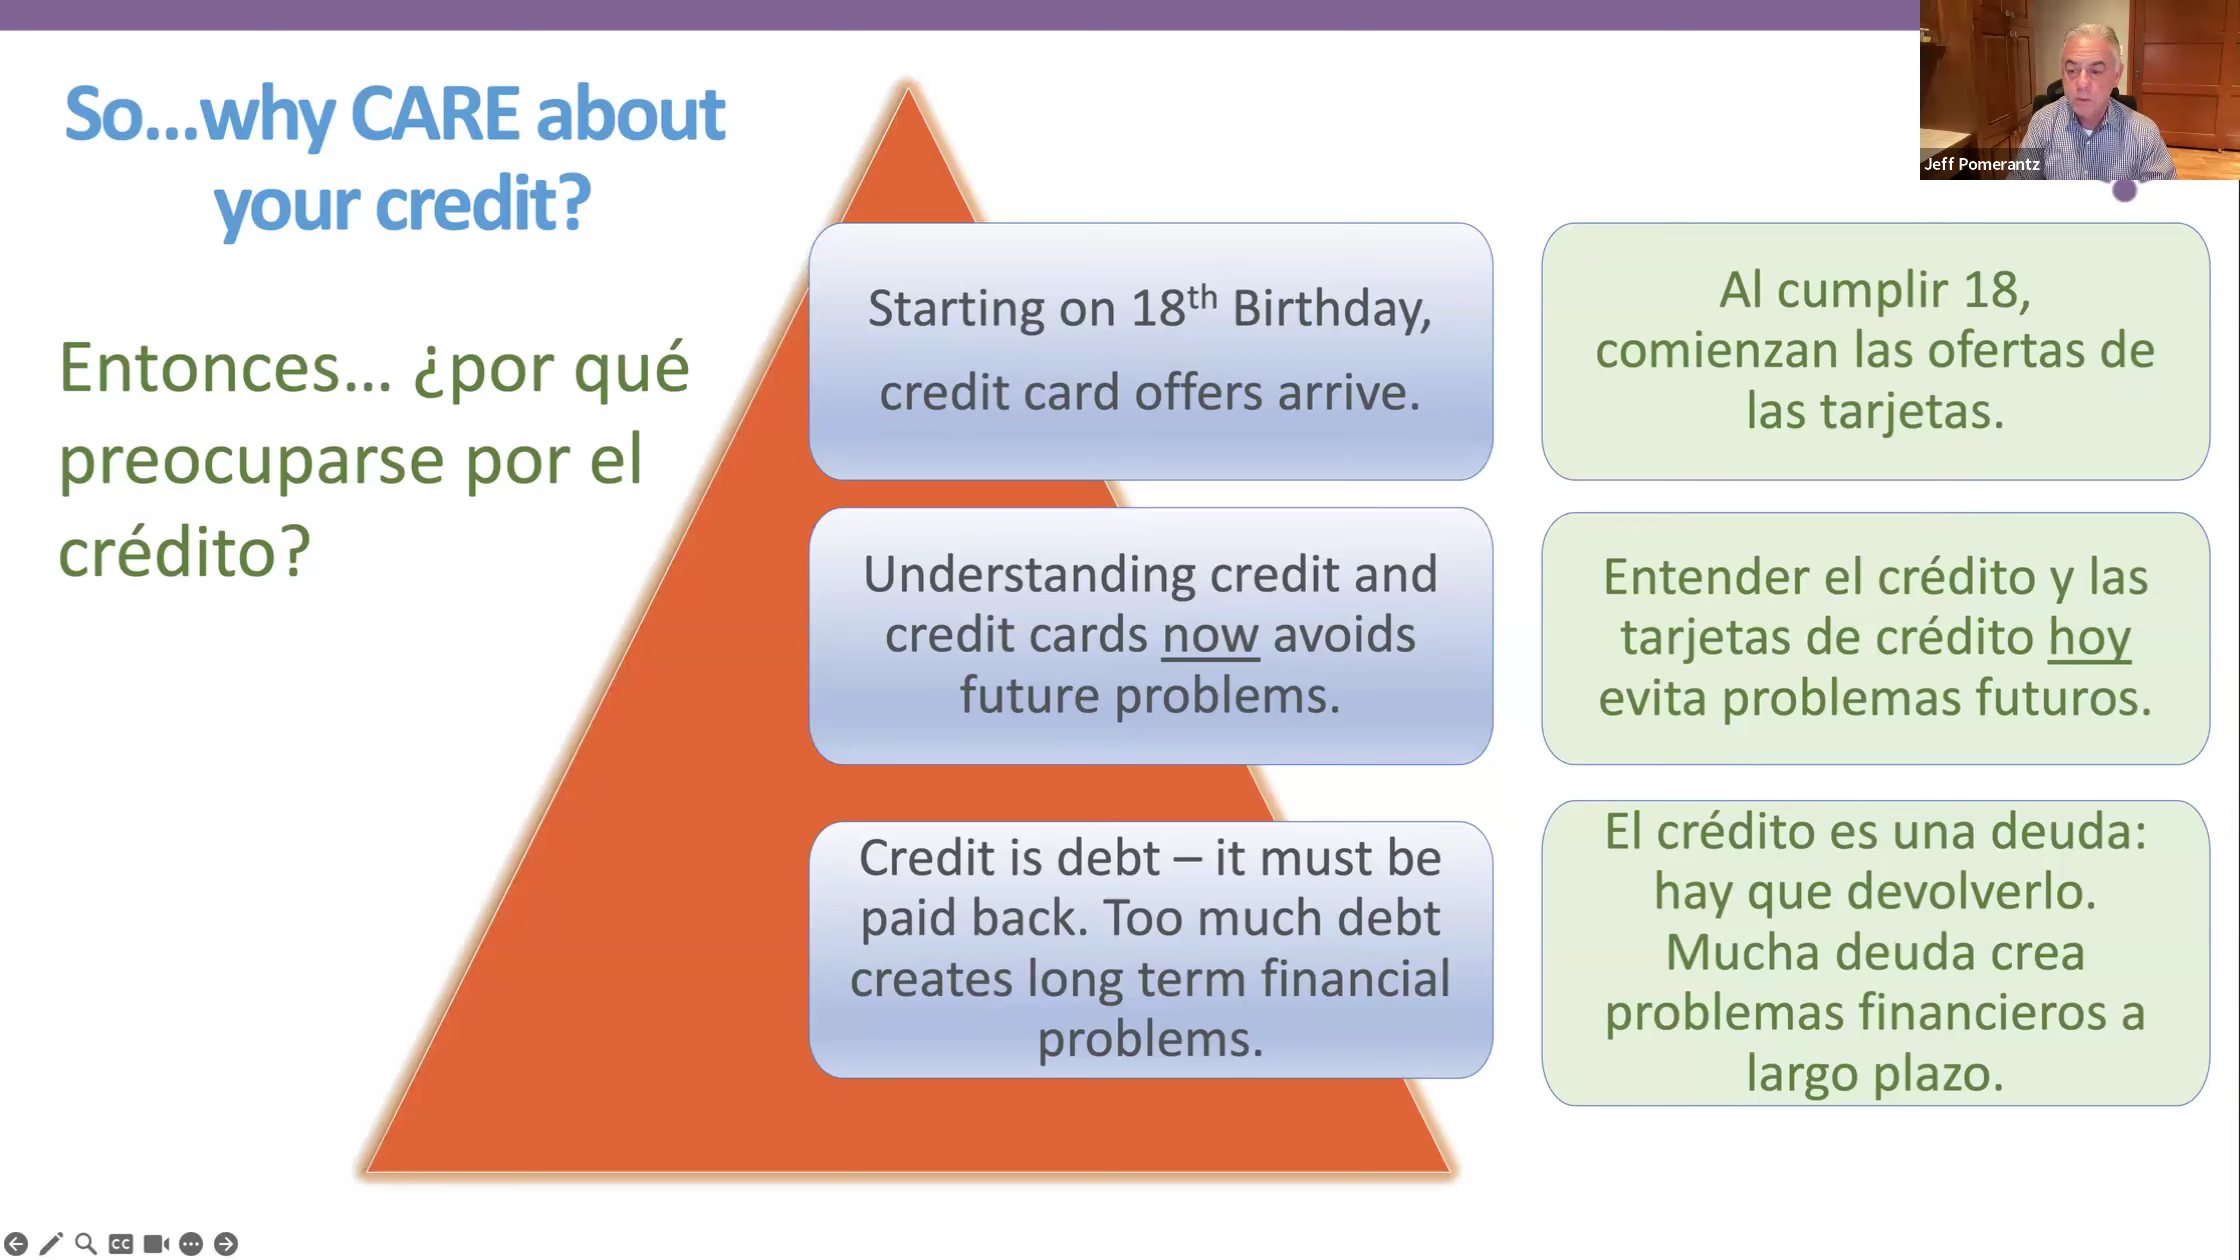 So...why CARE about
your credit?
Entonces... ¿por qué
preocuparse por el
crédito?
Starting on 18th Birthday,
credit card offers arrive.
Understanding credit and
credit cards now avoids
future problems.
Credit is debt – it must be
paid back. Too much debt
creates long term financial
problems.
Al cumplir 18,
comienzan las ofertas de
las tarjetas.
Entender el crédito y las
tarjetas de crédito hoy
evita problemas futuros.
El crédito es una deuda:
hay que devolverlo.
Mucha deuda crea
problemas financieros a
largo plazo.
Jeff Pomerantz
CC